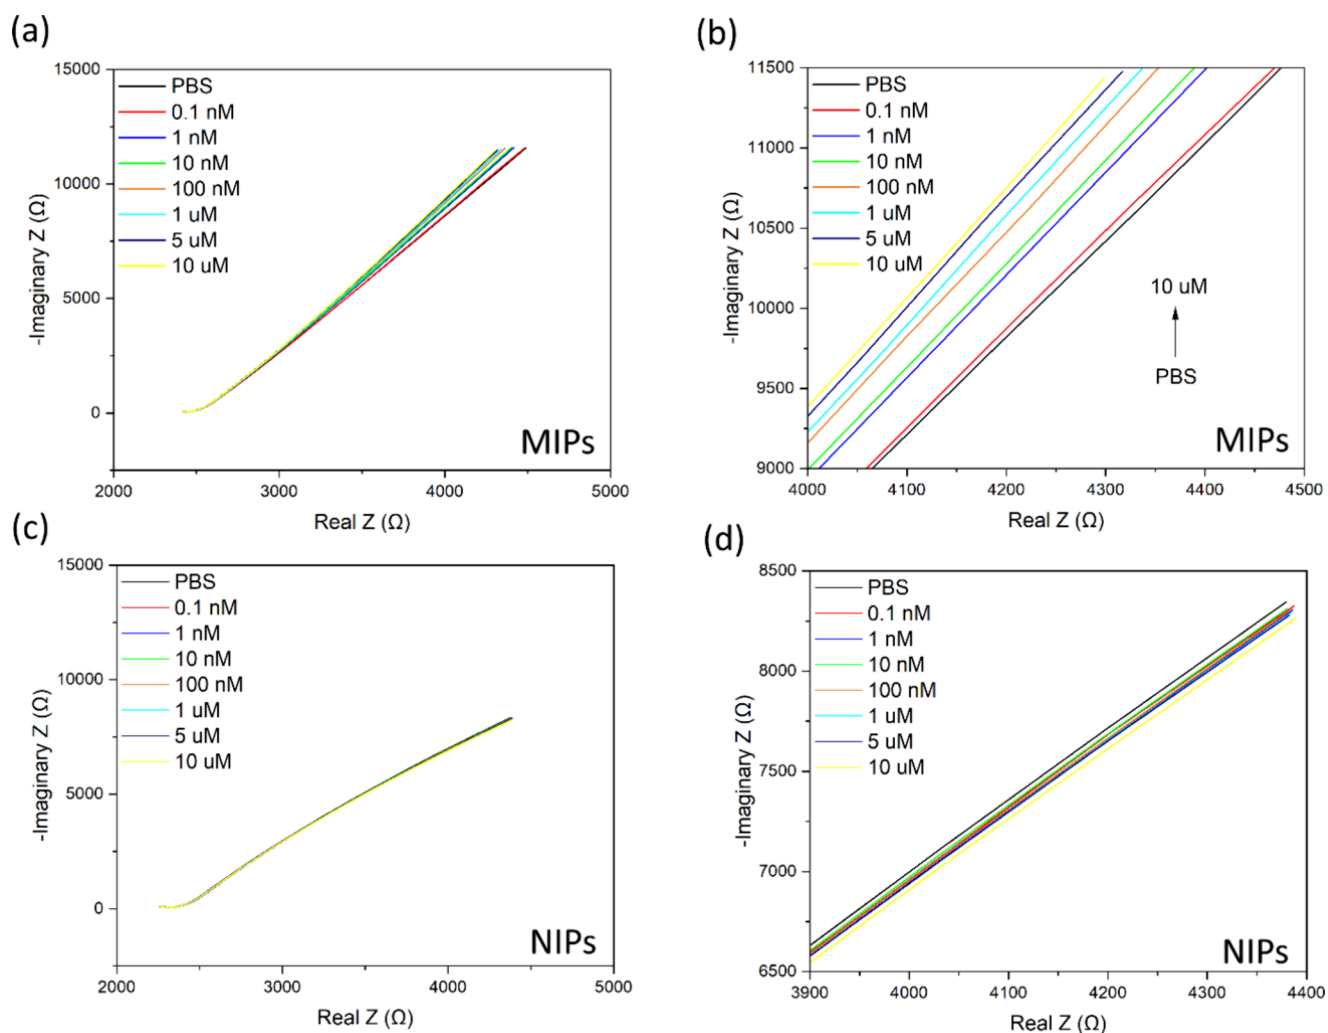 (a)
15000
10000
5000
0
2000
3000
4000
5000
-Imaginary Z (Ω)
Real Z (Ω)
PBS
0.1 nM
1 nM
10 nM
100 nM
1 uM
5 uM
10 uM
MIPs
(b)
11500
11000
10500
10000
9500
9000
4000
4100
4200
4300
4400
4500
-Imaginary Z (Ω)
Real Z (Ω)
PBS
0.1 nM
1 nM
10 nM
100 nM
1 uM
5 uM
10 uM
10 uM
PBS
MIPs
(c)
15000
10000
5000
0
2000
3000
4000
5000
-Imaginary Z (Ω)
Real Z (Ω)
PBS
0.1 nM
1 nM
10 nM
100 nM
1 uM
5 uM
10 uM
NIPs
(d)
8500
8000
7500
7000
6500
3900
4000
4100
4200
4300
4400
-Imaginary Z (Ω)
Real Z (Ω)
PBS
0.1 nM
1 nM
10 nM
100 nM
1 uM
5 uM
10 uM
NIPs